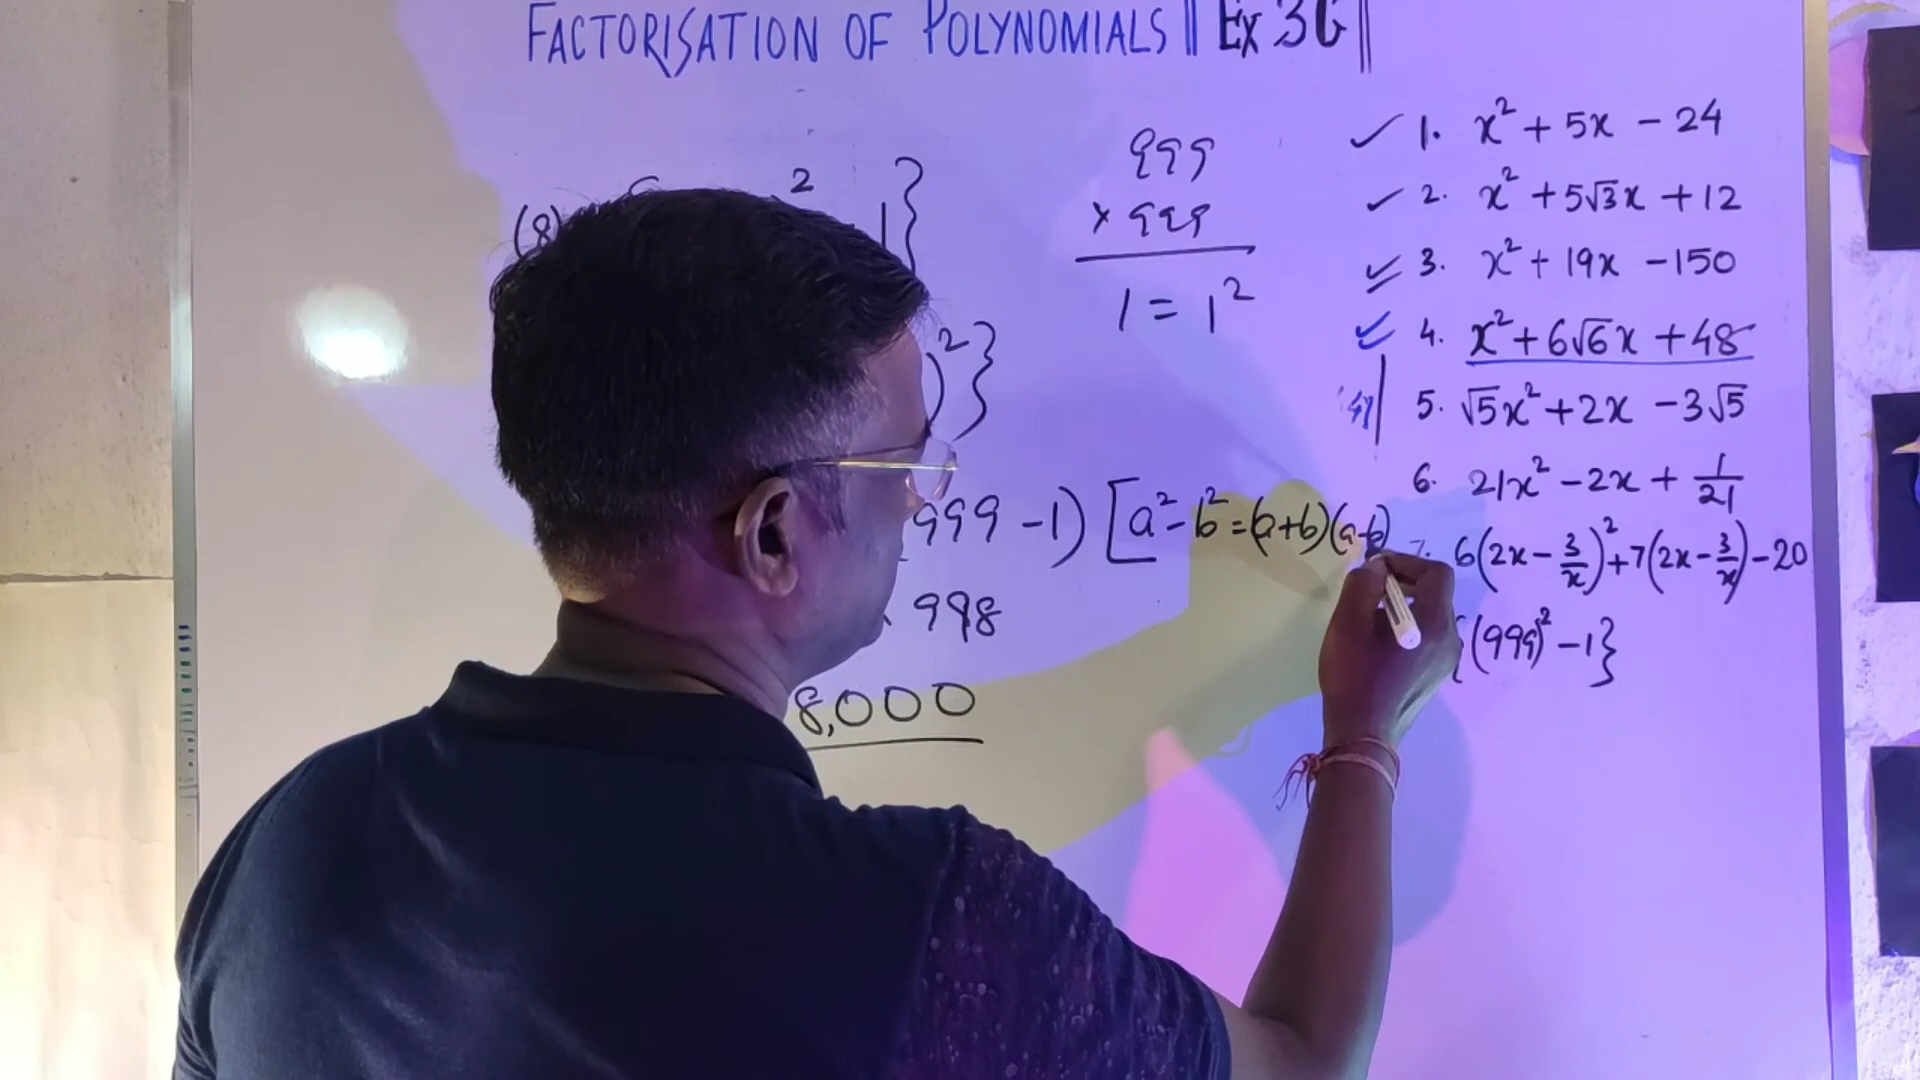 FACTORISATION OF POLYNOMIALS || Ex 3G ||
(8) 2 1}
)²}
999 - 1) [a² - b² = (a+b)(a-b)
998
8,000
999
× 999
1 = 1²
✓ 1. x² + 5x - 24
✓ 2. x² + 5√3x + 12
✓ 3. x² + 19x - 150
✓ 4. x² + 6√6x + 48
5. √5x² + 2x - 3√5
6. 21x² - 2x + 1/21
7. 6(2x - 3/x)² + 7(2x - 3/x) - 20
{(999)² - 1}